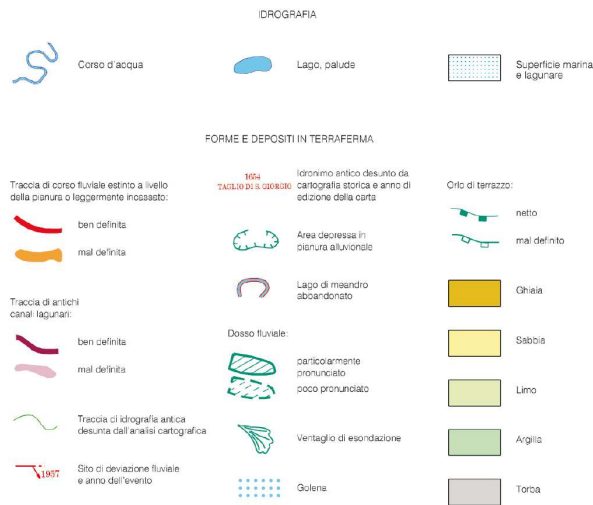 IDROGRAFIA
Corso d'acqua
Lago, palude
Superficie marina
e lagunare
FORME E DEPOSITI IN TERRAFERMA
Traccia di corso fluviale estinto a livello
della pianura o leggermente incassato:
ben definita
mal definita
Traccia di antichi
canali lagunari:
ben definita
mal definita
Traccia di idrografia antica
desunta dall'analisi cartografica
1957
Sito di deviazione fluviale
e anno dell'evento
1654
TAGLIO DI S. GIORGIO
Idronimo antico desunto da
cartografia storica e anno di
edizione della carta
Area depressa in
pianura alluvionale
Lago di meandro
abbandonato
Dosso fluviale:
particolarmente
pronunciato
poco pronunciato
Ventaglio di esondazione
Golena
Orlo di terrazzo:
netto
mal definito
Ghiaia
Sabbia
Limo
Argilla
Torba